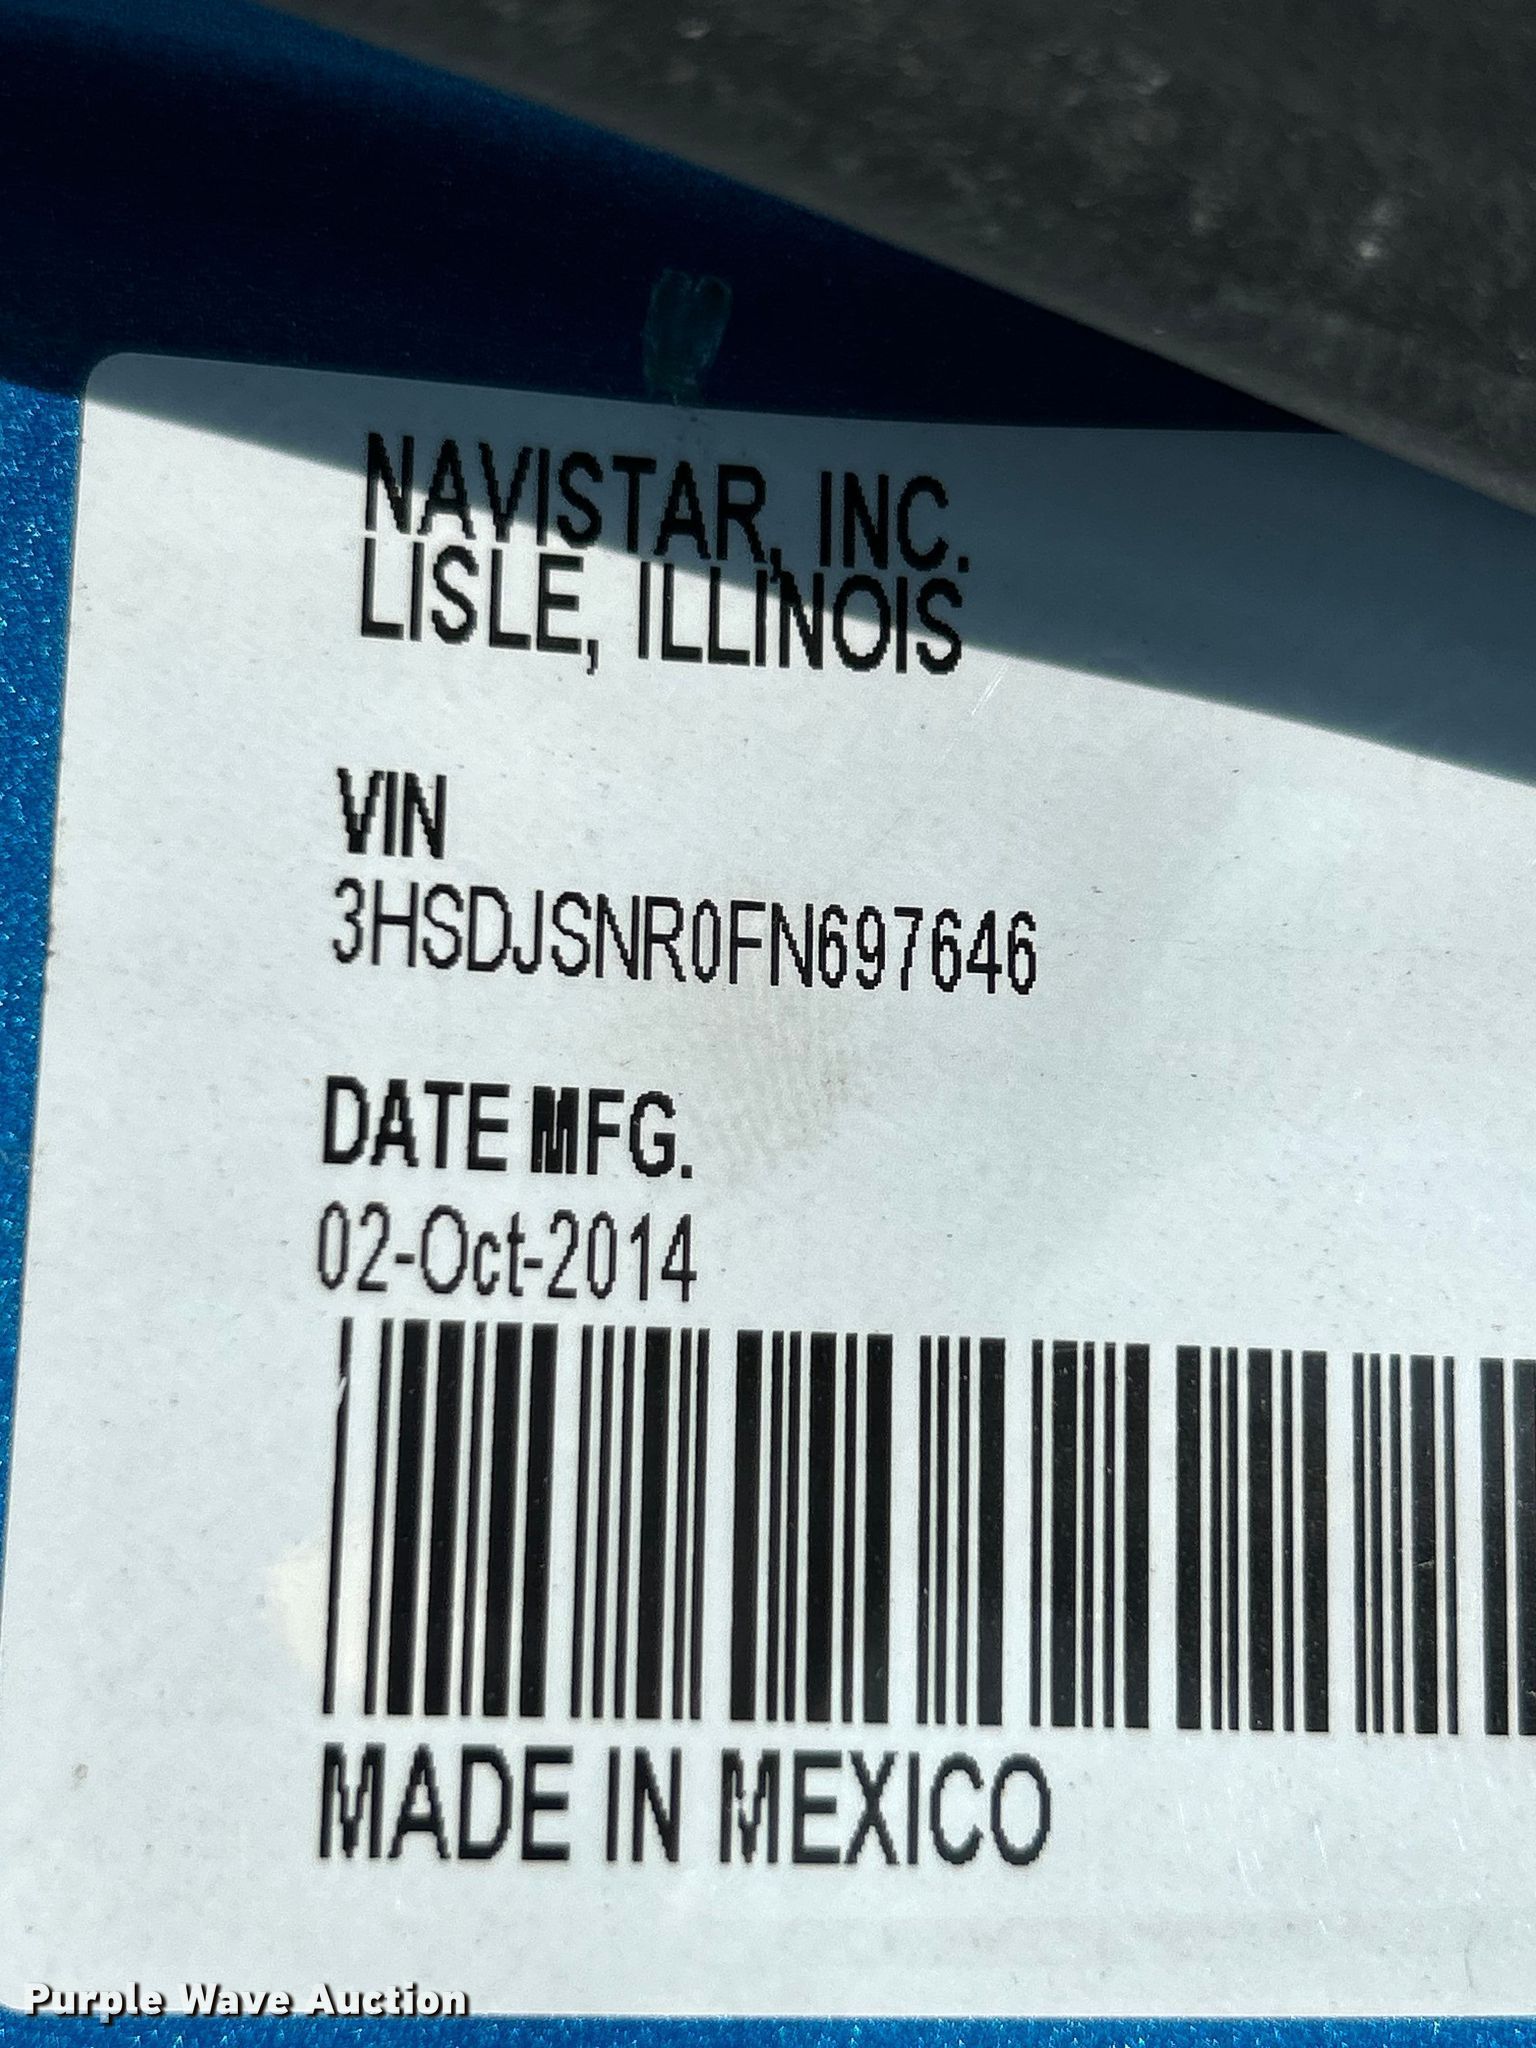 NAVISTAR, INC.
LISLE, ILLINOIS
VIN
3HSDJSNR0FN697646
DATE MFG.
02-Oct-2014
MADE IN MEXICO
Purple Wave Auction